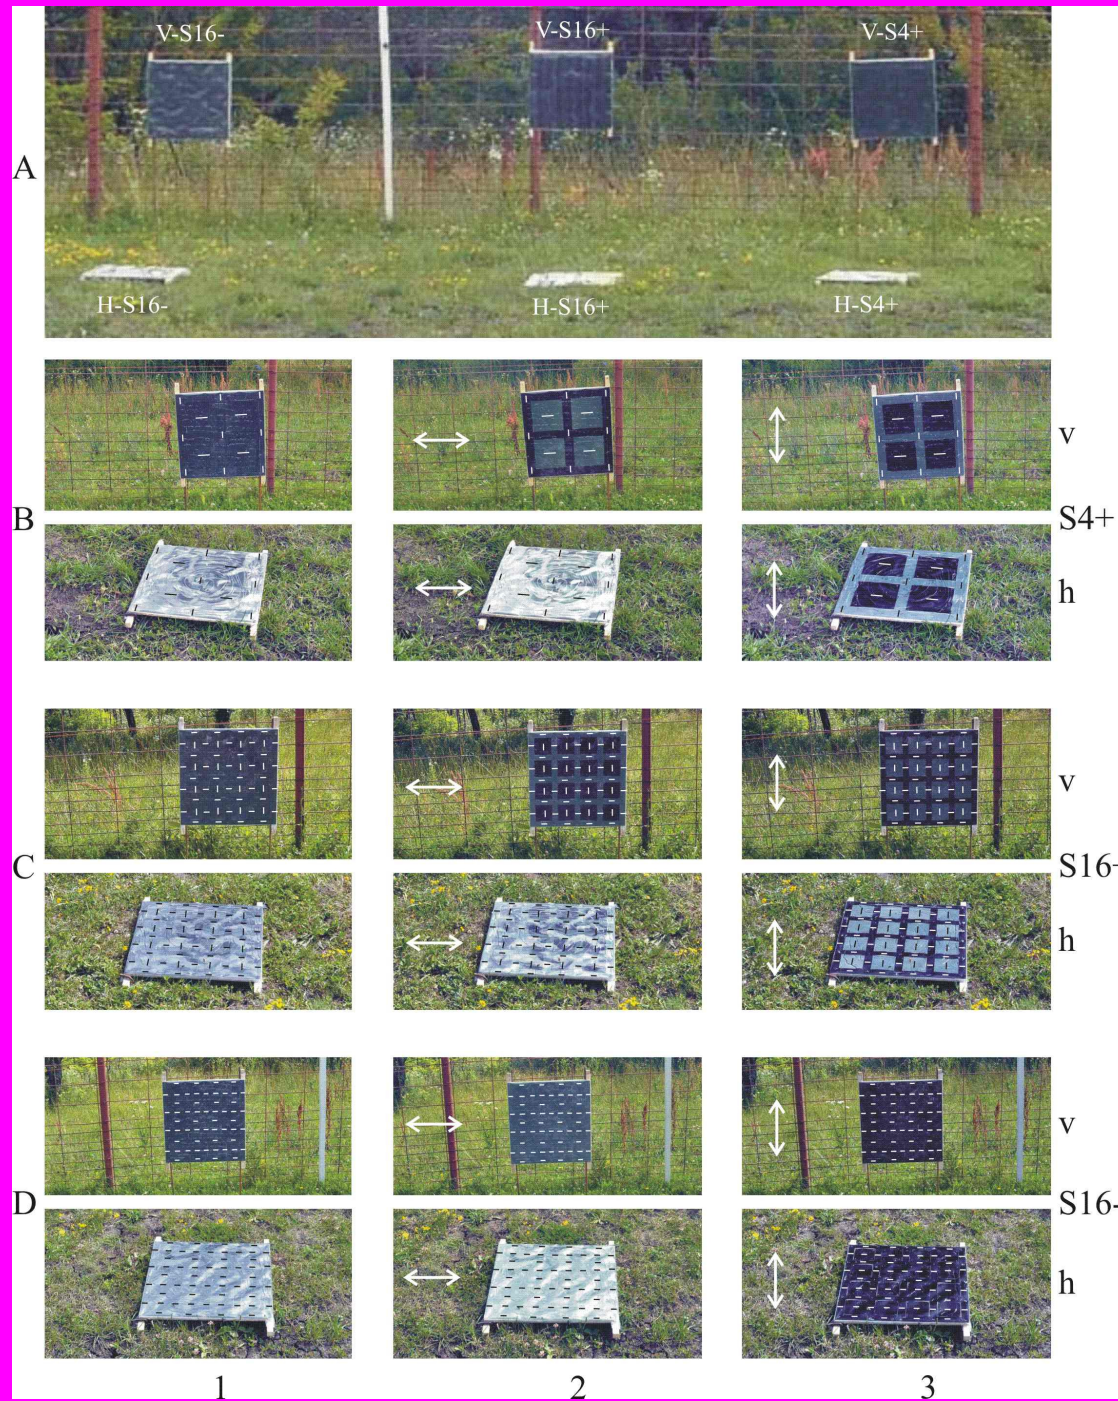 V-S16-
V-S16+
V-S4+
A
H-S16-
H-S16+
H-S4+
v
B
S4+
h
v
C
S16+
h
v
D
S16-
h
1
2
3